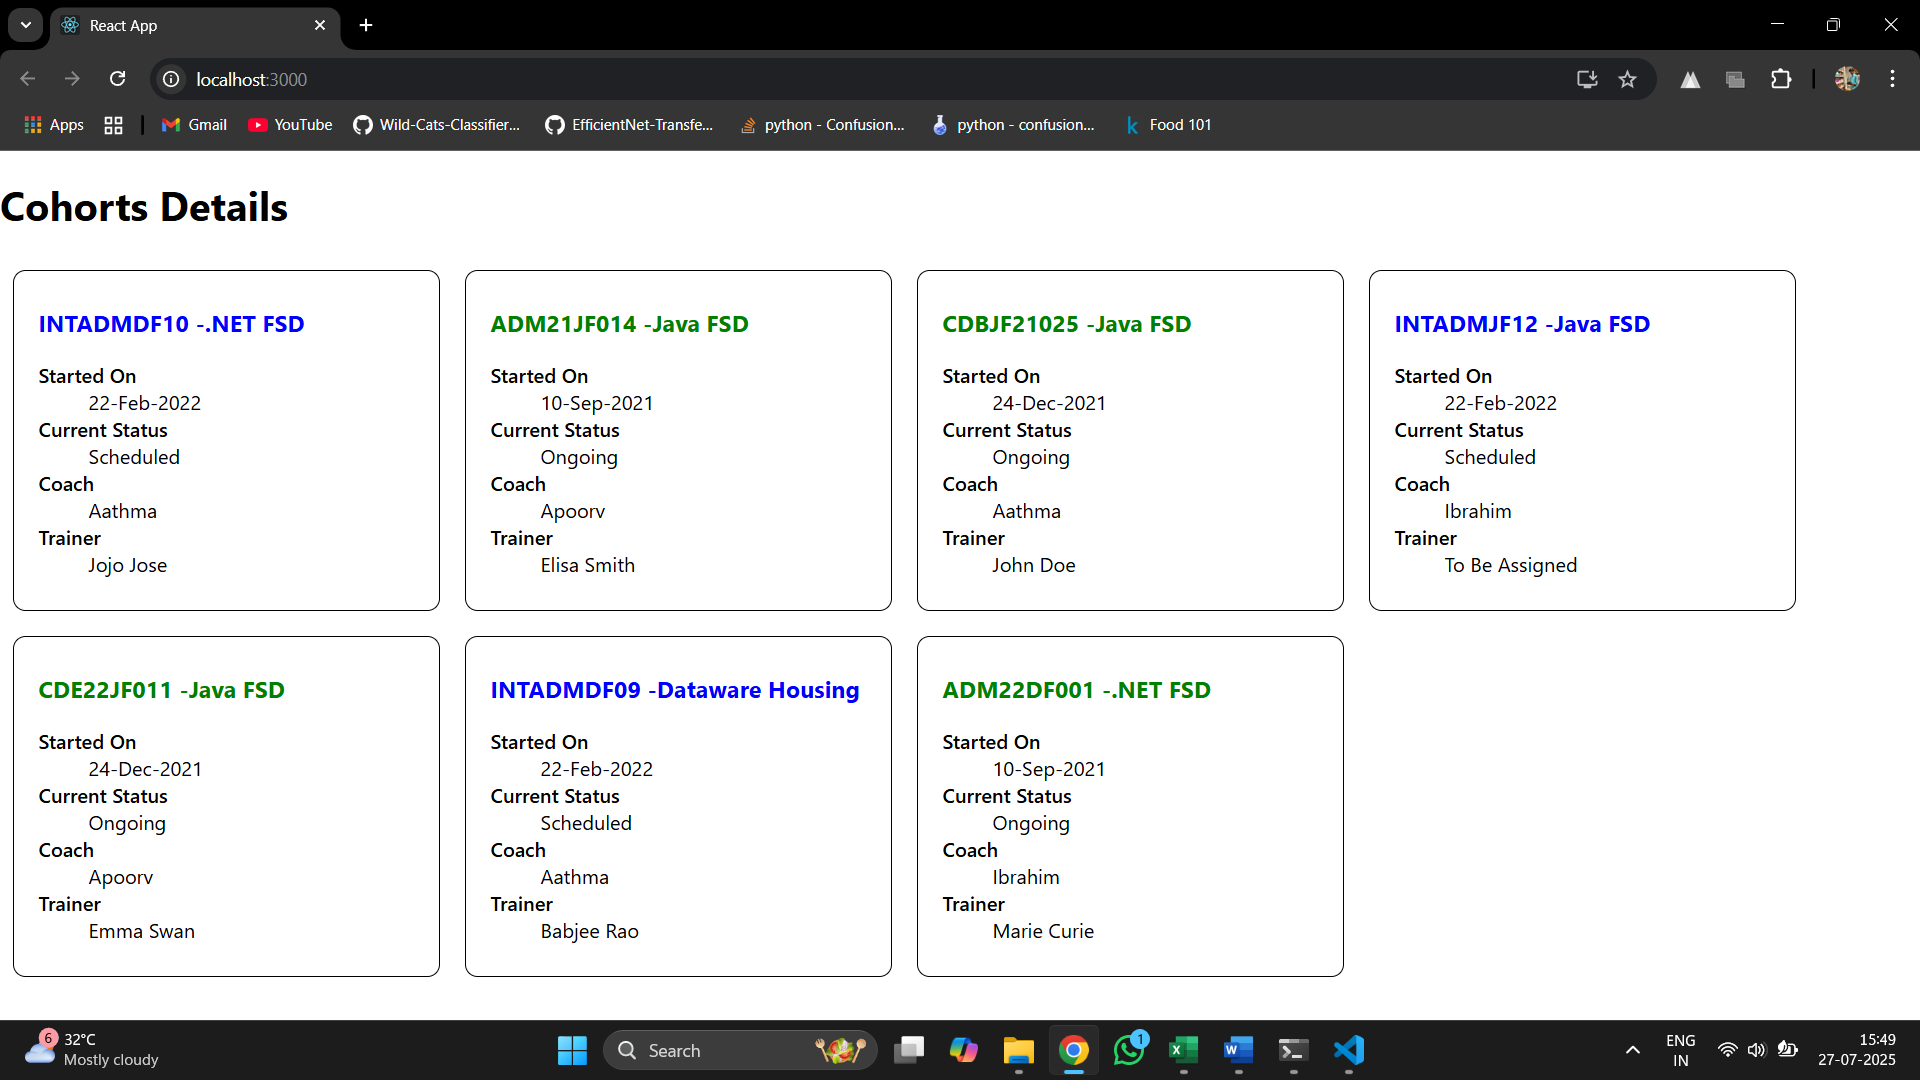 React App
localhost:3000
Apps
Gmail
YouTube
Wild-Cats-Classifier...
EfficientNet-Transfe...
python - Confusion...
python - confusion...
k Food 101
Cohorts Details
INTADMDF10 -.NET FSD
Started On
22-Feb-2022
Current Status
Scheduled
Coach
Aathma
Trainer
Jojo Jose
ADM21JF014 -Java FSD
Started On
10-Sep-2021
Current Status
Ongoing
Coach
Apoorv
Trainer
Elisa Smith
CDBJF21025 -Java FSD
Started On
24-Dec-2021
Current Status
Ongoing
Coach
Aathma
Trainer
John Doe
INTADMJF12 -Java FSD
Started On
22-Feb-2022
Current Status
Scheduled
Coach
Ibrahim
Trainer
To Be Assigned
CDE22JF011 -Java FSD
Started On
24-Dec-2021
Current Status
Ongoing
Coach
Apoorv
Trainer
Emma Swan
INTADMDF09 -Dataware Housing
Started On
22-Feb-2022
Current Status
Scheduled
Coach
Aathma
Trainer
Babjee Rao
ADM22DF001 -.NET FSD
Started On
10-Sep-2021
Current Status
Ongoing
Coach
Ibrahim
Trainer
Marie Curie
6
32°C
Mostly cloudy
Search
1
ENG
IN
15:49
27-07-2025